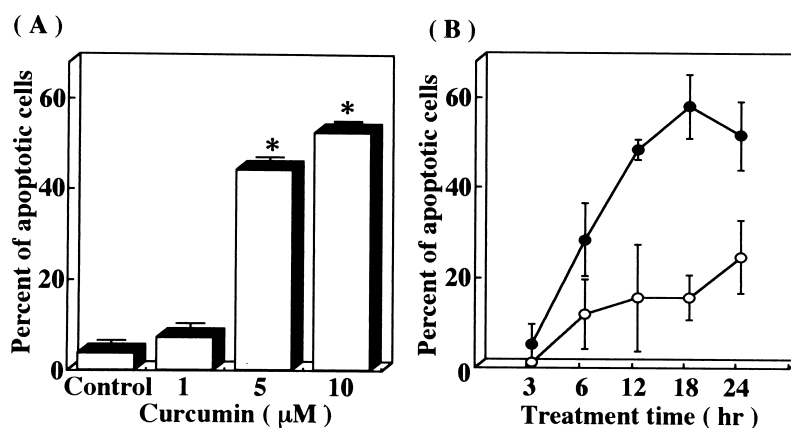 ( A )
Percent of apoptotic cells
60
40
20
0
*
*
Control 1 5 10
Curcumin ( μM )
( B )
Percent of apoptotic cells
60
40
20
0
3 6 12 18 24
Treatment time ( hr )